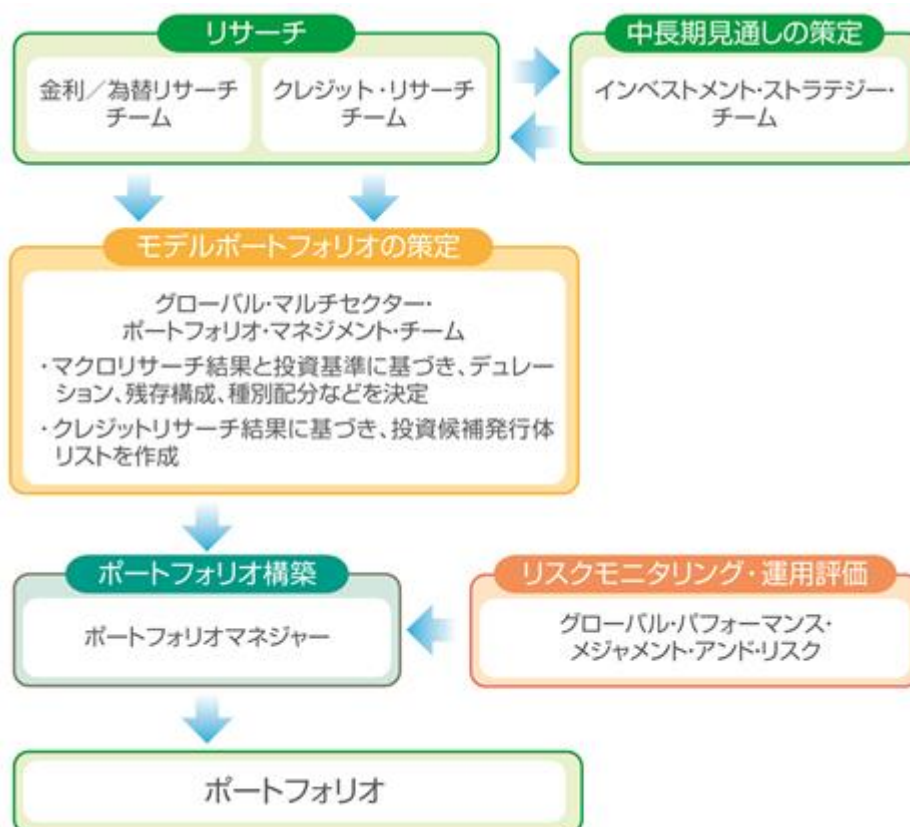 リサーチ
中長期見通しの策定
金利／為替リサーチ
チーム
クレジット・リサーチ
チーム
インベストメント・ストラテジー・
チーム
モデルポートフォリオの策定
グローバル・マルチセクター・
ポートフォリオ・マネジメント・チーム
・マクロリサーチ結果と投資基準に基づき、デュレー
ション、残存構成、種別配分などを決定
・クレジットリサーチ結果に基づき、投資候補発行体
リストを作成
ポートフォリオ構築
リスクモニタリング・運用評価
ポートフォリオマネジャー
グローバル・パフォーマンス・
メジャメント・アンド・リスク
ポートフォリオ